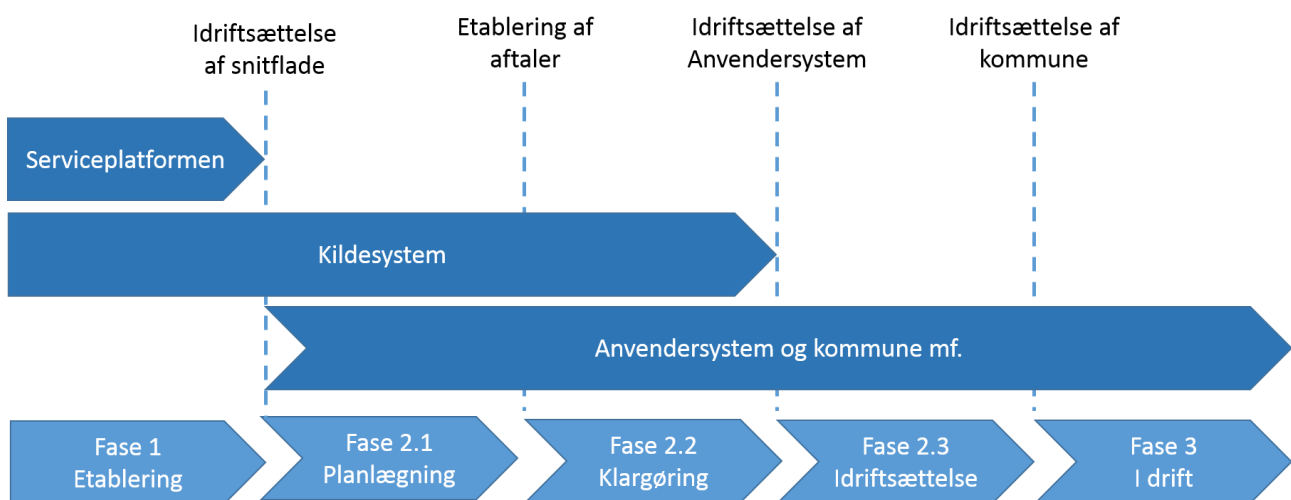 Idriftsættelse
af snitflade
Etablering af
aftaler
Idriftsættelse af
Anvendersystem
Idriftsættelse af
kommune
Serviceplatformen
Kildesystem
Anvendersystem og kommune mf.
Fase 1
Etablering
Fase 2.1
Planlægning
Fase 2.2
Klargøring
Fase 2.3
Idriftsættelse
Fase 3
I drift